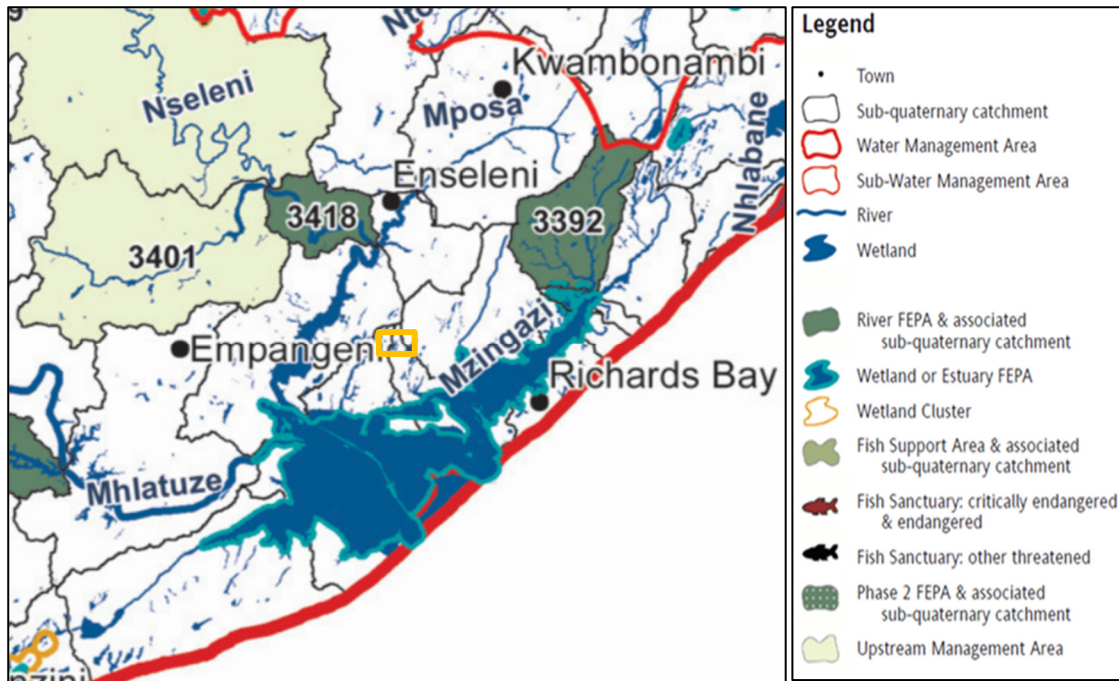 9
Nto
Kwambonambi
Nseleni
Mposa
Nhlabane
Enseleni
3418
3392
3401
Empangeni
Mzingazi
Richards Bay
Mhlatuze
nzini
Legend
Town
Sub-quaternary catchment
Water Management Area
Sub-Water Management Area
River
Wetland
River FEPA & associated
sub-quaternary catchment
Wetland or Estuary FEPA
Wetland Cluster
Fish Support Area & associated
sub-quaternary catchment
Fish Sanctuary: critically endangered
& endangered
Fish Sanctuary: other threatened
Phase 2 FEPA & associated
sub-quaternary catchment
Upstream Management Area